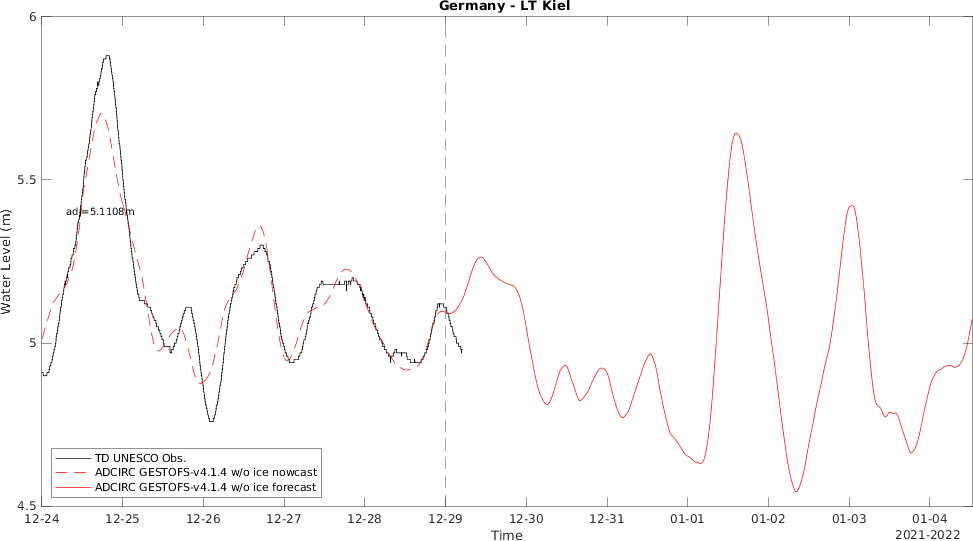 Germany - LT Kiel
6
5.5
5
4.5
Water Level (m)
adj=5.1108m
TD UNESCO Obs.
ADCIRC GESTOFS-v4.1.4 w/o ice nowcast
ADCIRC GESTOFS-v4.1.4 w/o ice forecast
12-24 12-25 12-26 12-27 12-28 12-29 12-30 12-31 01-01 01-02 01-03 01-04
Time
2021-2022